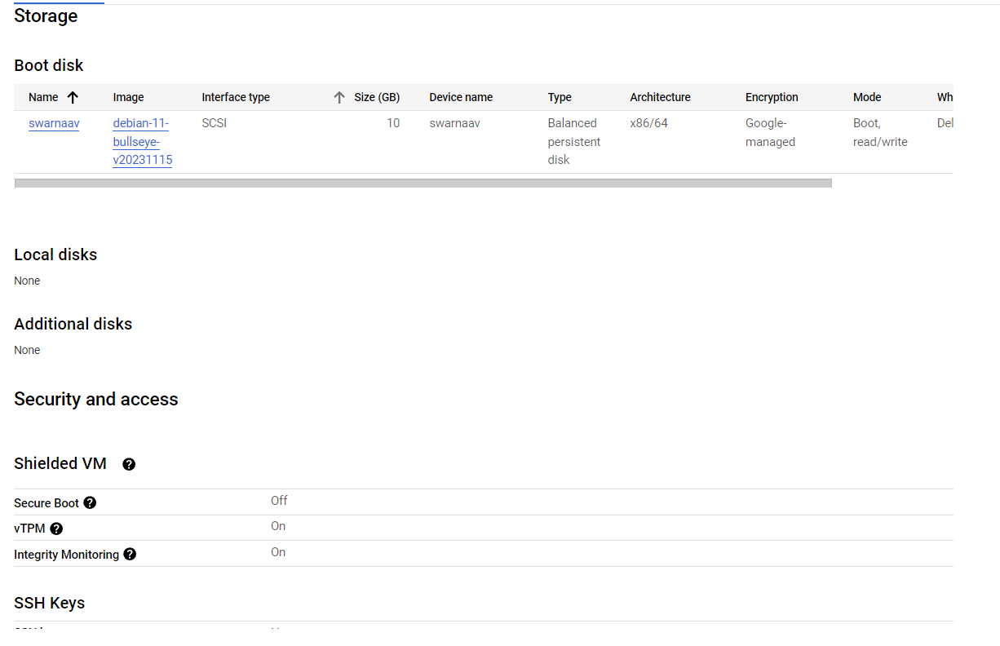 Storage
Boot disk
Name Image Interface type Size (GB) Device name Type Architecture Encryption Mode Wh
swarnaav debian-11- SCSI 10 swarnaav Balanced x86/64 Google- Boot, Del
bullseye- persistent managed read/write
v20231115 disk
Local disks
None
Additional disks
None
Security and access
Shielded VM
Secure Boot Off
vTPM On
Integrity Monitoring On
SSH Keys